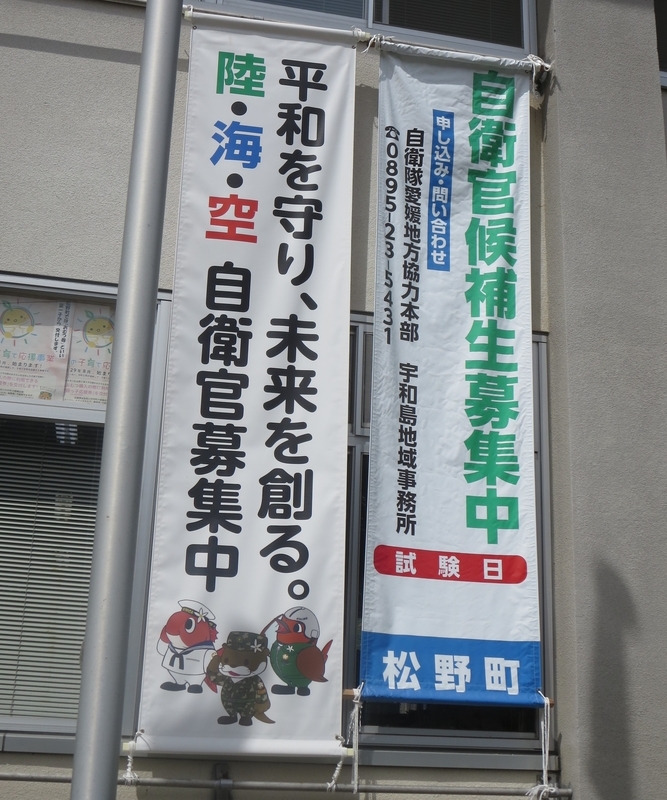 自衛官候補生募集中
申し込み・問い合わせ
自衛隊愛媛地方協力本部 宇和島地域事務所
☎0895-23-5431
試験日
松野町
平和を守り、未来を創る。
陸・海・空 自衛官募集中